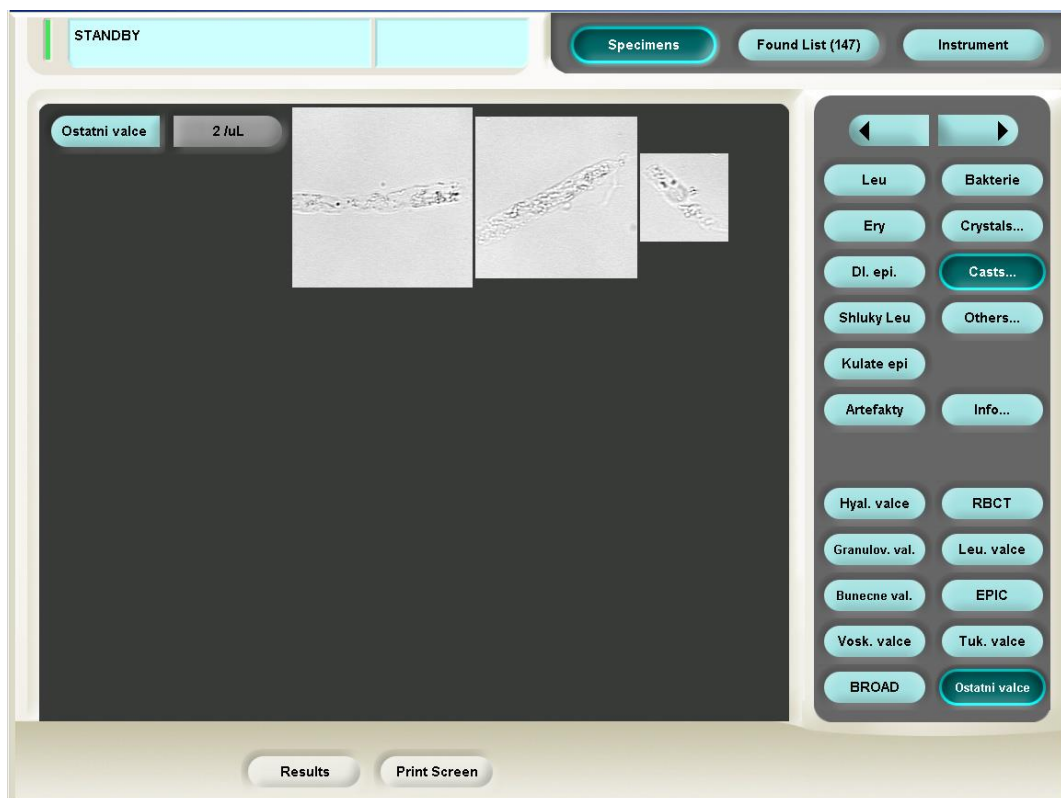 STANDBY
Specimens
Found List (147)
Instrument
Ostatni valce
2 /uL
Leu
Bakterie
Ery
Crystals...
Dl. epi.
Casts...
Shluky Leu
Others...
Kulate epi
Artefakty
Info...
Hyal. valce
RBCT
Granulov. val.
Leu. valce
Bunecne val.
EPIC
Vosk. valce
Tuk. valce
BROAD
Ostatni valce
Results
Print Screen